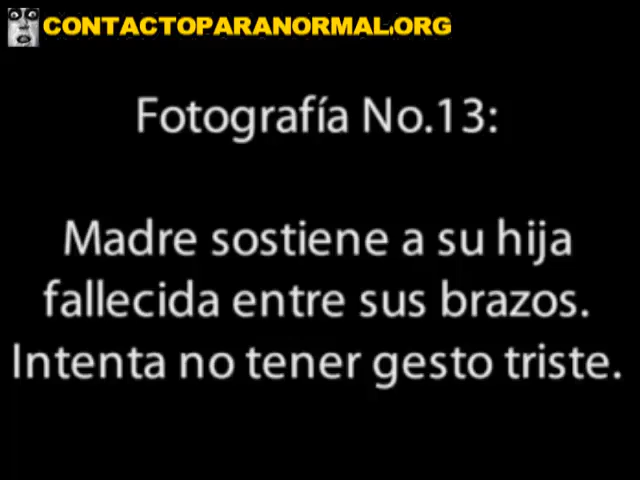 CONTACTOPARANORMAL.ORG
Fotografía No.13:
Madre sostiene a su hija
fallecida entre sus brazos.
Intenta no tener gesto triste.